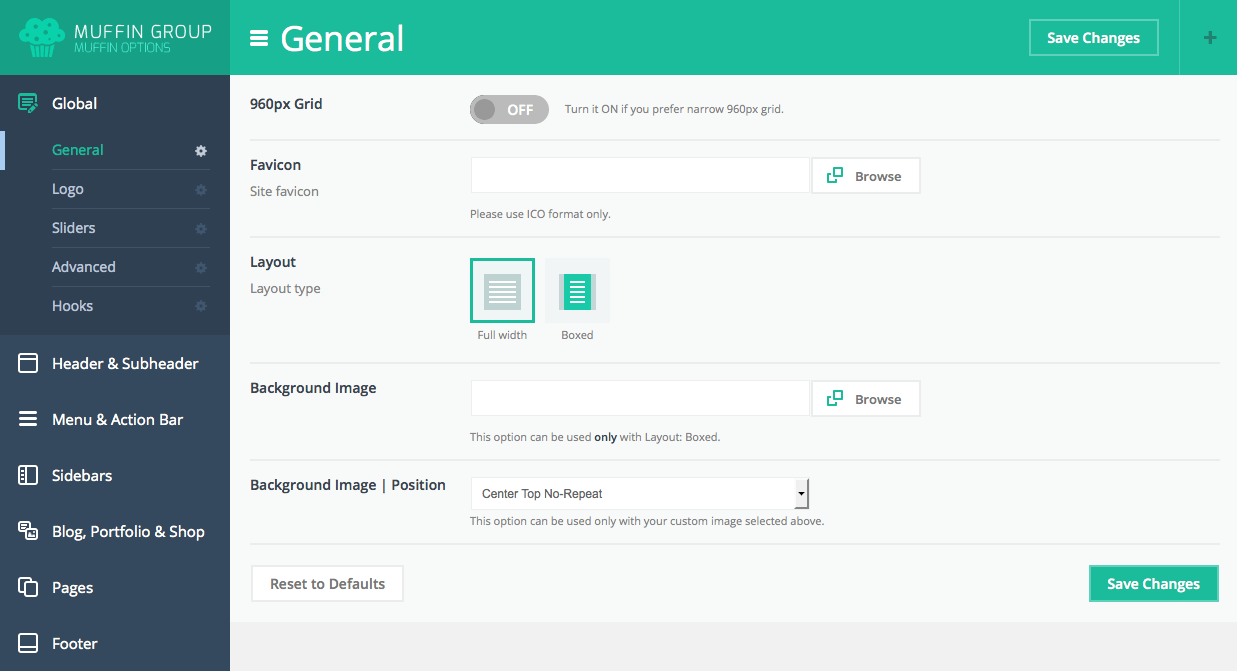 MUFFIN GROUP
MUFFIN OPTIONS
General
Save Changes
+
Global
General
Logo
Sliders
Advanced
Hooks
Header & Subheader
Menu & Action Bar
Sidebars
Blog, Portfolio & Shop
Pages
Footer
960px Grid
OFF
Turn it ON if you prefer narrow 960px grid.
Favicon
Site favicon
Browse
Please use ICO format only.
Layout
Layout type
Full width
Boxed
Background Image
Browse
This option can be used only with Layout: Boxed.
Background Image | Position
Center Top No-Repeat
This option can be used only with your custom image selected above.
Reset to Defaults
Save Changes